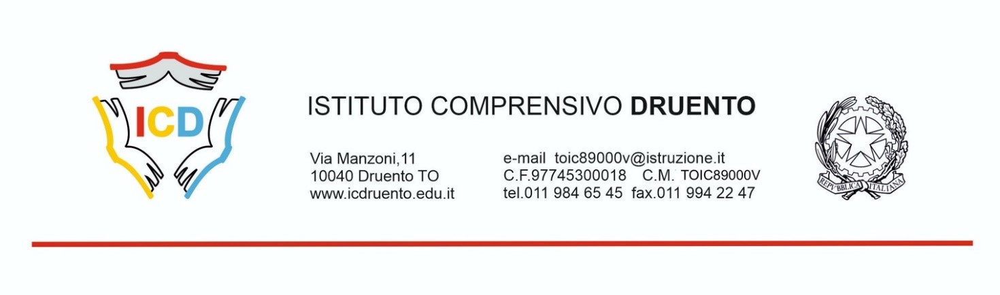 ICD
ISTITUTO COMPRENSIVO DRUENTO
Via Manzoni,11
10040 Druento TO
www.icdruento.edu.it
e-mail toic89000v@istruzione.it
C.F.97745300018 C.M. TOIC89000V
tel.011 984 65 45 fax.011 994 22 47
REPVBBLICA ITALIANA